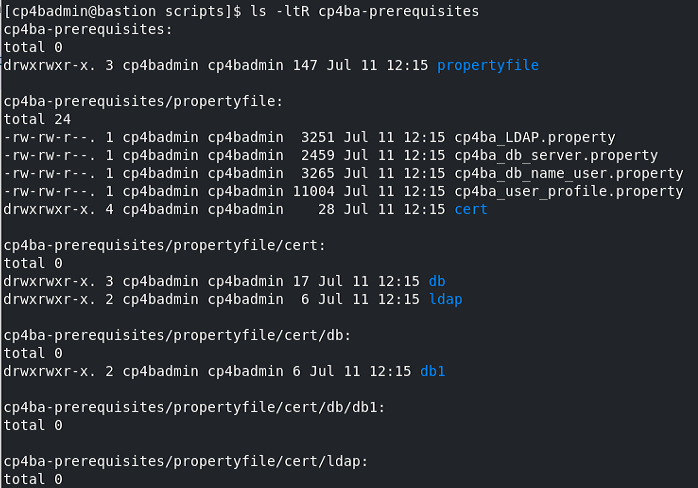 [cp4badmin@bastion scripts]$ ls -ltR cp4ba-prerequisites
cp4ba-prerequisites:
total 0
drwxrwxr-x. 3 cp4badmin cp4badmin 147 Jul 11 12:15 propertyfile

cp4ba-prerequisites/propertyfile:
total 24
-rw-rw-r--. 1 cp4badmin cp4badmin  3251 Jul 11 12:15 cp4ba_LDAP.property
-rw-rw-r--. 1 cp4badmin cp4badmin  2459 Jul 11 12:15 cp4ba_db_server.property
-rw-rw-r--. 1 cp4badmin cp4badmin  3265 Jul 11 12:15 cp4ba_db_name_user.property
-rw-rw-r--. 1 cp4badmin cp4badmin 11004 Jul 11 12:15 cp4ba_user_profile.property
drwxrwxr-x. 4 cp4badmin cp4badmin    28 Jul 11 12:15 cert

cp4ba-prerequisites/propertyfile/cert:
total 0
drwxrwxr-x. 3 cp4badmin cp4badmin 17 Jul 11 12:15 db
drwxrwxr-x. 2 cp4badmin cp4badmin  6 Jul 11 12:15 ldap

cp4ba-prerequisites/propertyfile/cert/db:
total 0
drwxrwxr-x. 2 cp4badmin cp4badmin 6 Jul 11 12:15 db1

cp4ba-prerequisites/propertyfile/cert/db/db1:
total 0

cp4ba-prerequisites/propertyfile/cert/ldap:
total 0